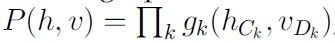 P(h, v) = ∏_k g_k(h_{C_k}, v_{D_k})